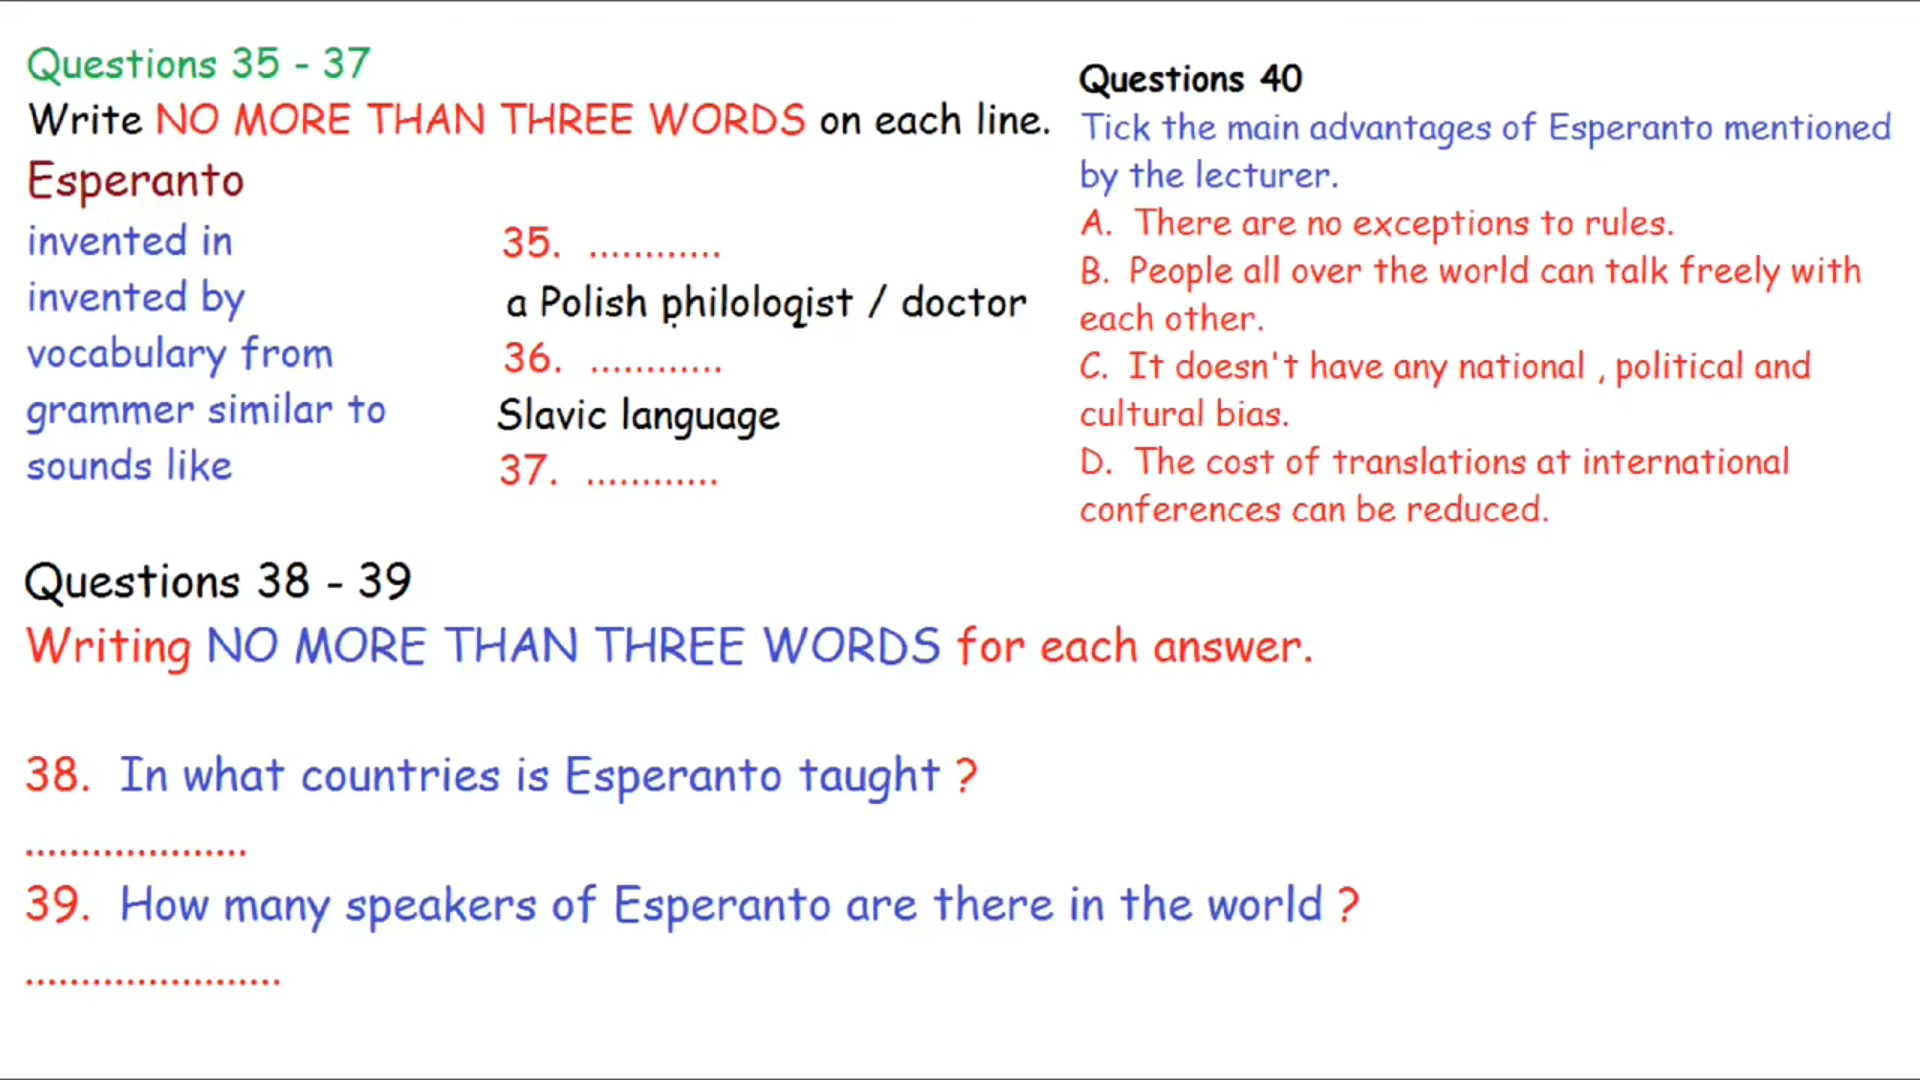 Questions 35 - 37
Write NO MORE THAN THREE WORDS on each line.
Esperanto
invented in 35. ............
invented by a Polish philoloqist / doctor
vocabulary from 36. ............
grammer similar to Slavic language
sounds like 37. ............
Questions 40
Tick the main advantages of Esperanto mentioned
by the lecturer.
A. There are no exceptions to rules.
B. People all over the world can talk freely with
each other.
C. It doesn't have any national , political and
cultural bias.
D. The cost of translations at international
conferences can be reduced.
Questions 38 - 39
Writing NO MORE THAN THREE WORDS for each answer.
38. In what countries is Esperanto taught ?
....................
39. How many speakers of Esperanto are there in the world ?
.......................